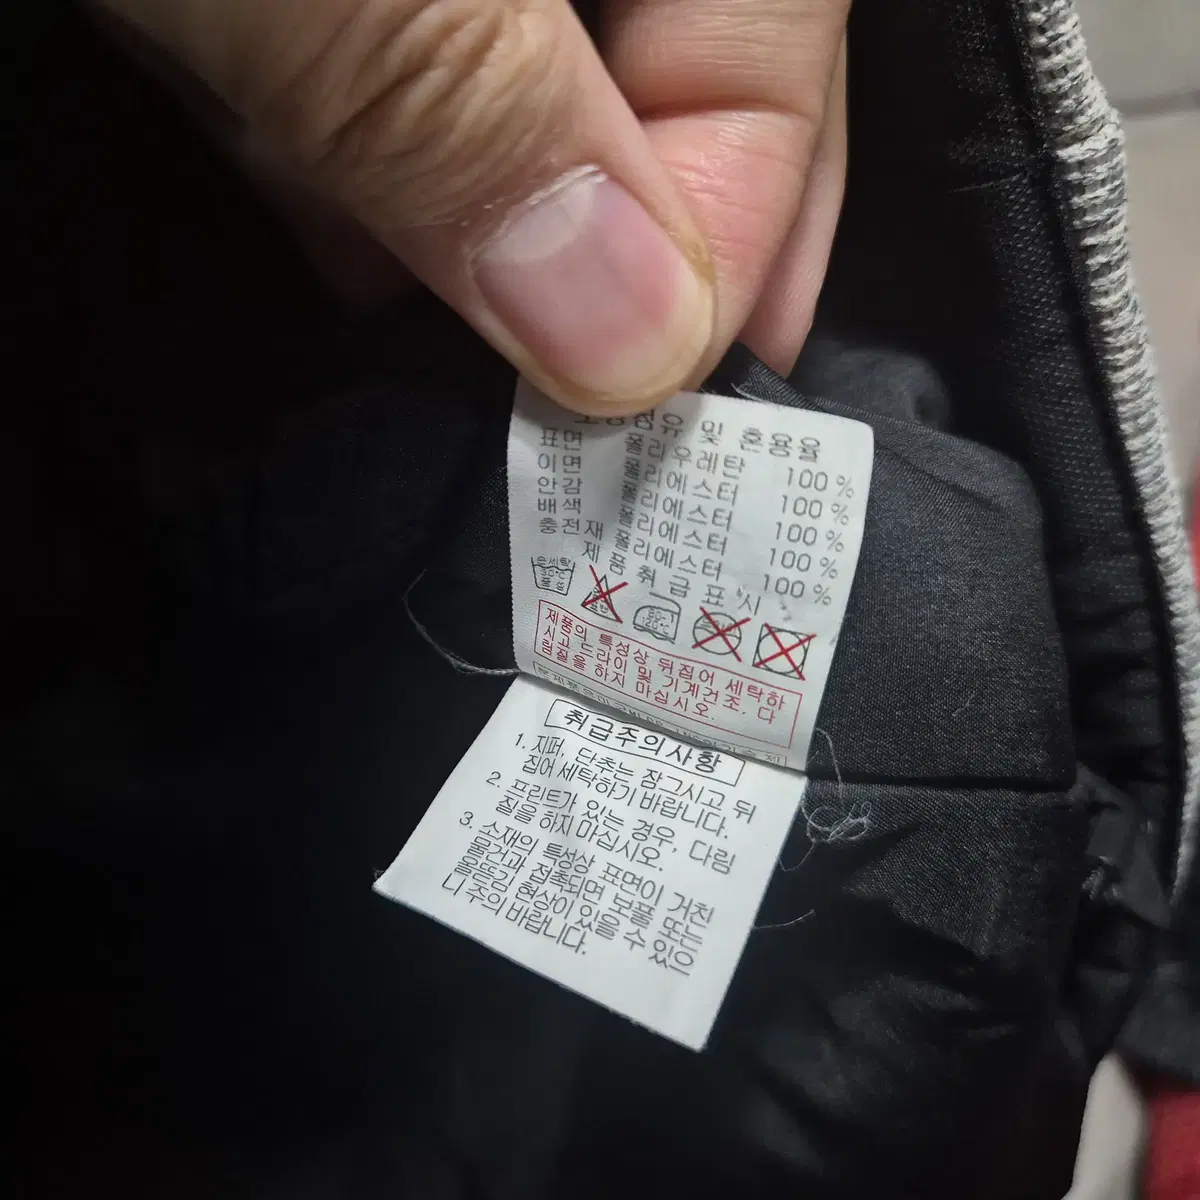 섬유 및 혼용율
표면 폴리우레탄 100 %
이면 폴리에스터 100 %
안감 폴리에스터 100 %
배색 폴리에스터 100 %
충전재 폴리에스터 100 %
제품 취급 표시
제품의 특성상 뒤집어 세탁하
시고 드라이 및 기계건조, 다
림질을 하지 마십시오.
취급주의사항
1. 지퍼, 단추는 잠그시고 뒤
집어 세탁하기 바랍니다.
2. 프린트가 있는 경우, 다림
질을 하지 마십시오.
3. 소재의 특성상 표면이 거친
물건과 접촉되면 보풀 또는
올뜯김 현상이 있을 수 있으
니 주의 바랍니다.